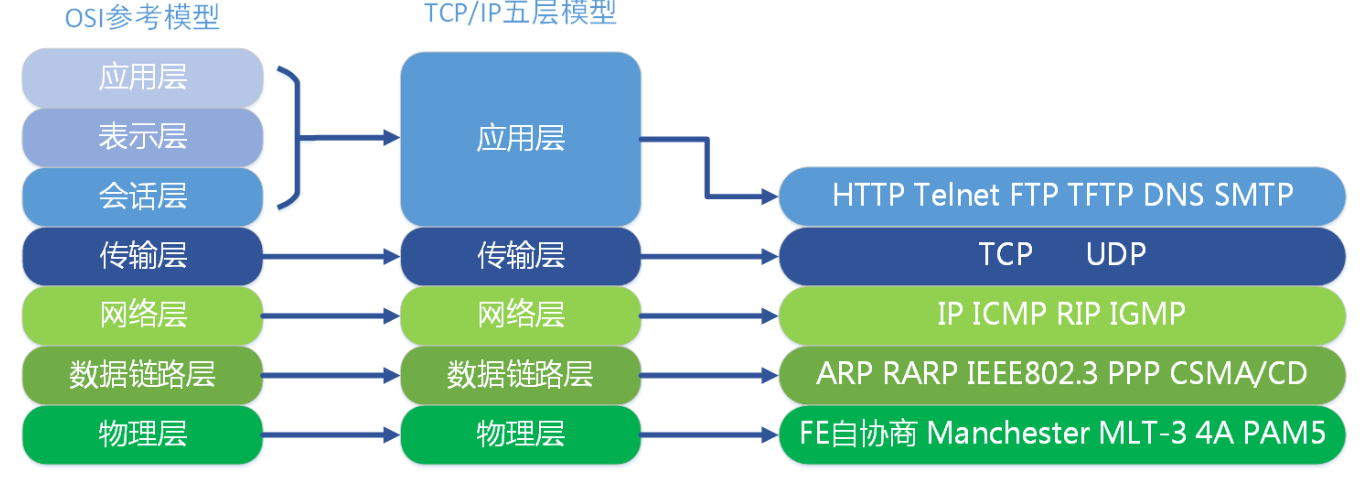 OSI参考模型
TCP/IP五层模型
应用层
表示层
会话层
传输层
网络层
数据链路层
物理层
应用层
传输层
网络层
数据链路层
物理层
HTTP Telnet FTP TFTP DNS SMTP
TCP UDP
IP ICMP RIP IGMP
ARP RARP IEEE802.3 PPP CSMA/CD
FE自协商 Manchester MLT-3 4A PAM5